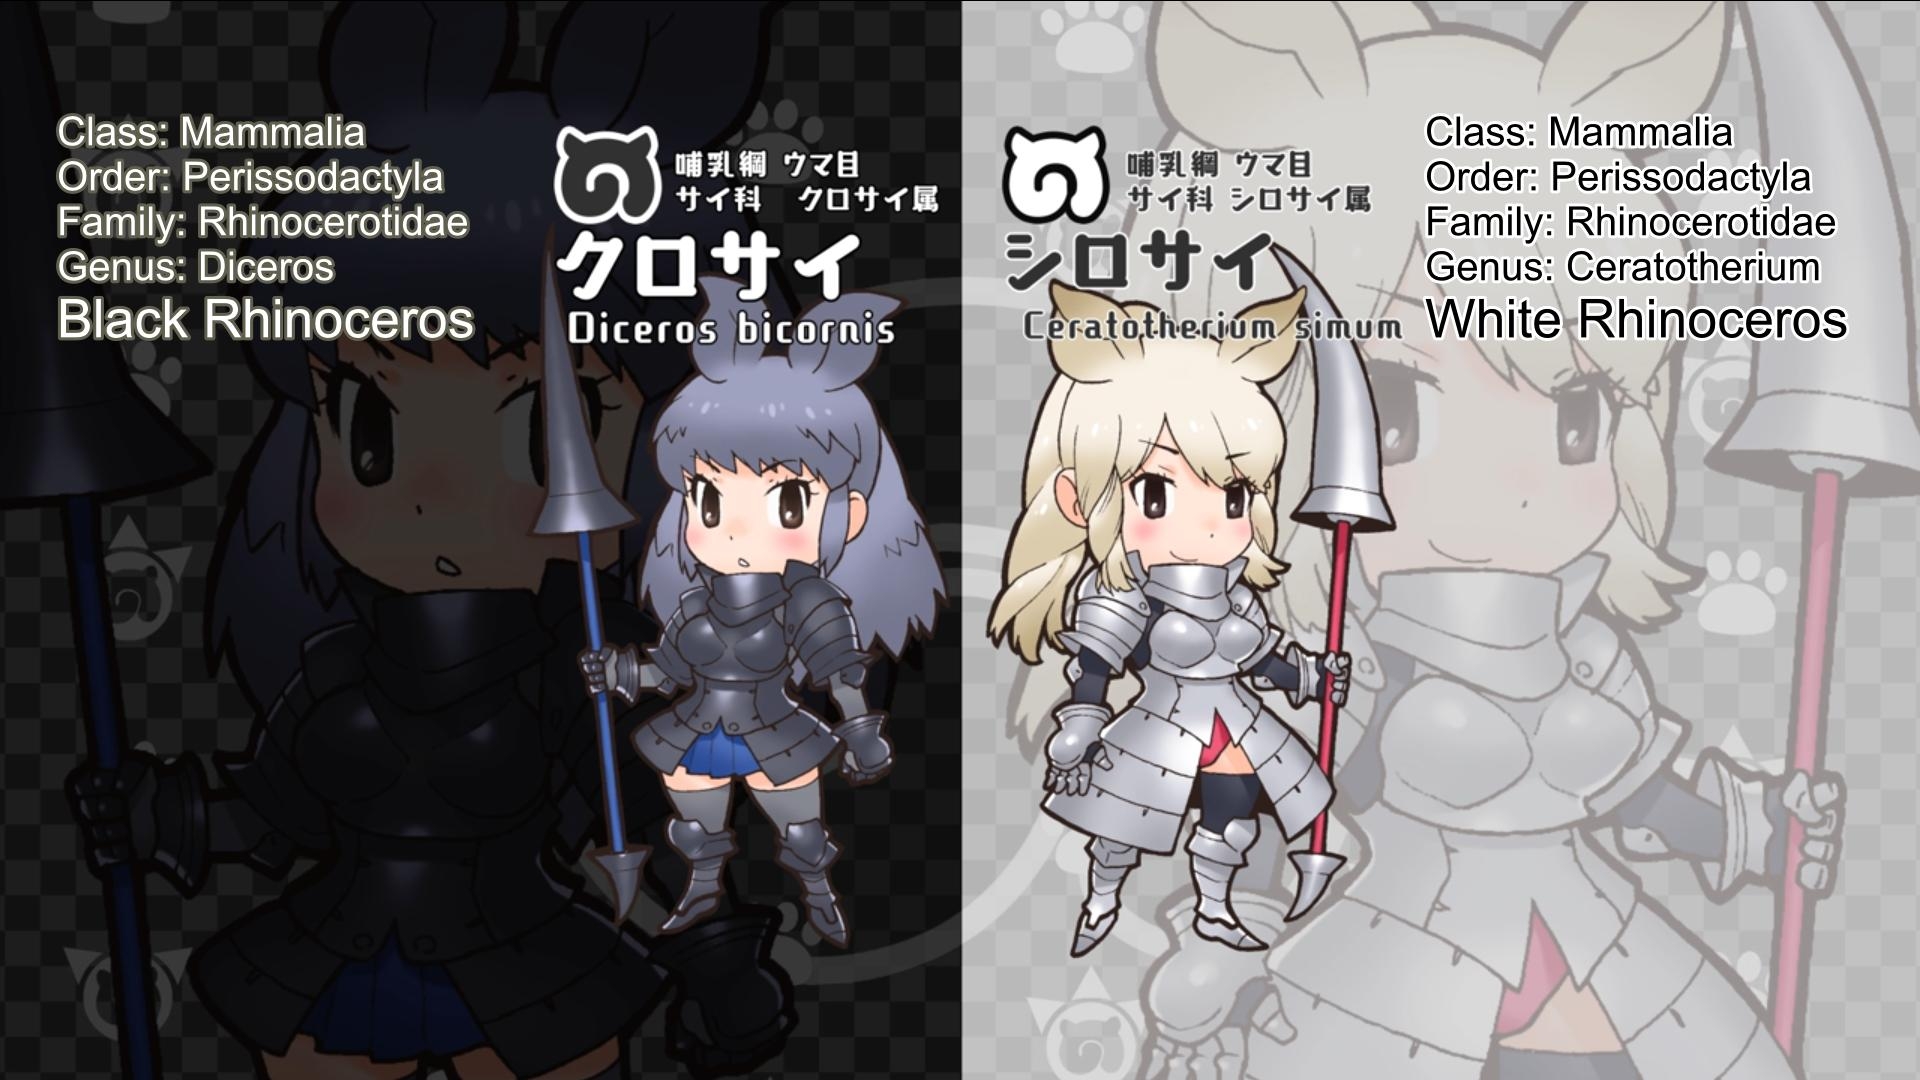 Class: Mammalia
Order: Perissodactyla
Family: Rhinocerotidae
Genus: Diceros
Black Rhinoceros
哺乳綱 ウマ目
サイ科 クロサイ属
クロサイ
Diceros bicornis
哺乳綱 ウマ目
サイ科 シロサイ属
シロサイ
Ceratotherium simum
Class: Mammalia
Order: Perissodactyla
Family: Rhinocerotidae
Genus: Ceratotherium
White Rhinoceros